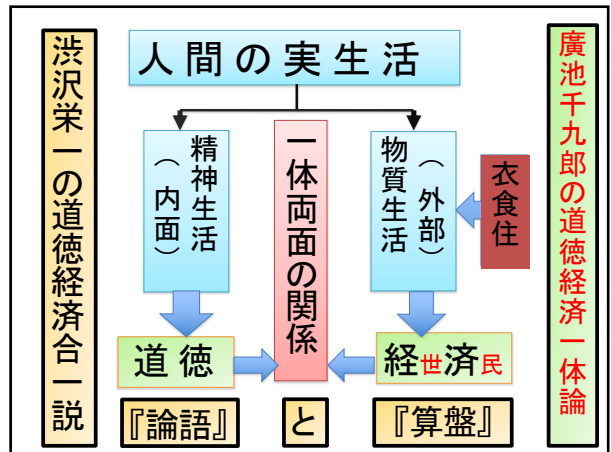 人間の実生活
廣池千九郎の道徳経済一体論
衣食住
物質生活
（外部）
一体両面の関係
精神生活
（内面）
渋沢栄一の道徳経済合一説
道徳
経世済民
『論語』
と
『算盤』